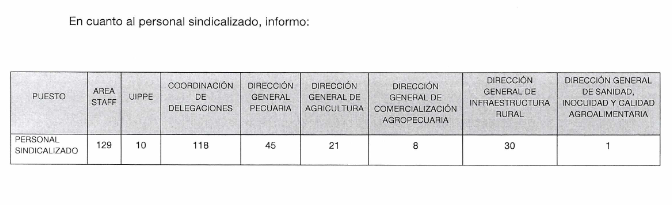 En cuanto al personal sindicalizado, informo:
PUESTO
AREA
STAFF
UIPPE
COORDINACIÓN
DE
DELEGACIONES
DIRECCIÓN
GENERAL
PECUARIA
DIRECCIÓN
GENERAL DE
AGRICULTURA
DIRECCIÓN
GENERAL DE
COMERCIALIZACIÓN
AGROPECUARIA
DIRECCIÓN
GENERAL DE
INFRAESTRUCTURA
RURAL
DIRECCIÓN GENERAL
DE SANIDAD,
INOCUIDAD Y CALIDAD
AGROALIMENTARIA
PERSONAL
SINDICALIZADO
129
10
118
45
21
8
30
1